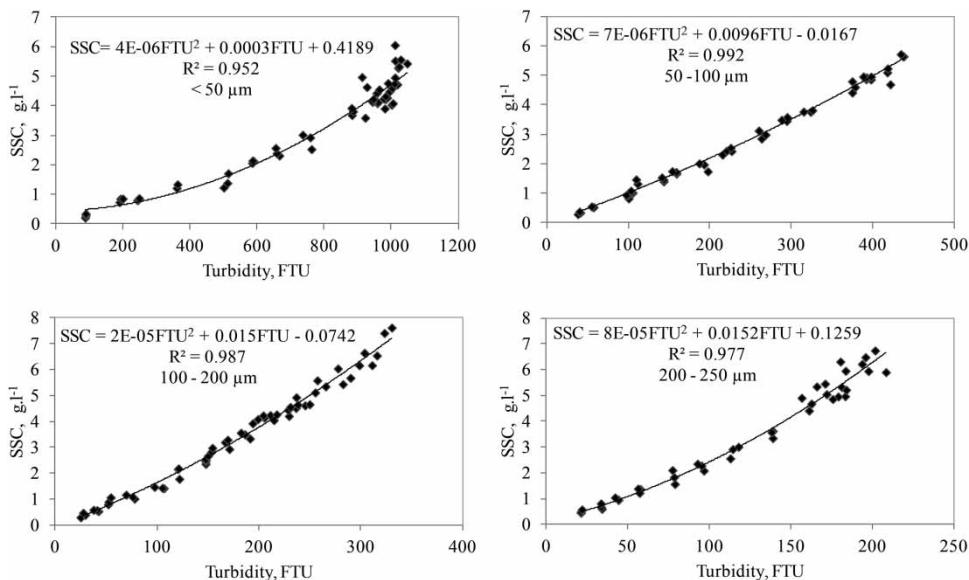 SSC= 4E-06FTU² + 0.0003FTU + 0.4189
R² = 0.952
< 50 µm
SSC, g.l⁻¹
7
6
5
4
3
2
1
0
0 200 400 600 800 1000 1200
Turbidity, FTU
SSC = 7E-06FTU² + 0.0096FTU - 0.0167
R² = 0.992
50 -100 µm
SSC, g.l⁻¹
7
6
5
4
3
2
1
0
0 100 200 300 400 500
Turbidity, FTU
SSC = 2E-05FTU² + 0.015FTU - 0.0742
R² = 0.987
100 - 200 µm
SSC, g.l⁻¹
8
7
6
5
4
3
2
1
0
0 100 200 300 400
Turbidity, FTU
SSC = 8E-05FTU² + 0.0152FTU + 0.1259
R² = 0.977
200 - 250 µm
SSC, g.l⁻¹
8
7
6
5
4
3
2
1
0
0 50 100 150 200 250
Turbidity, FTU